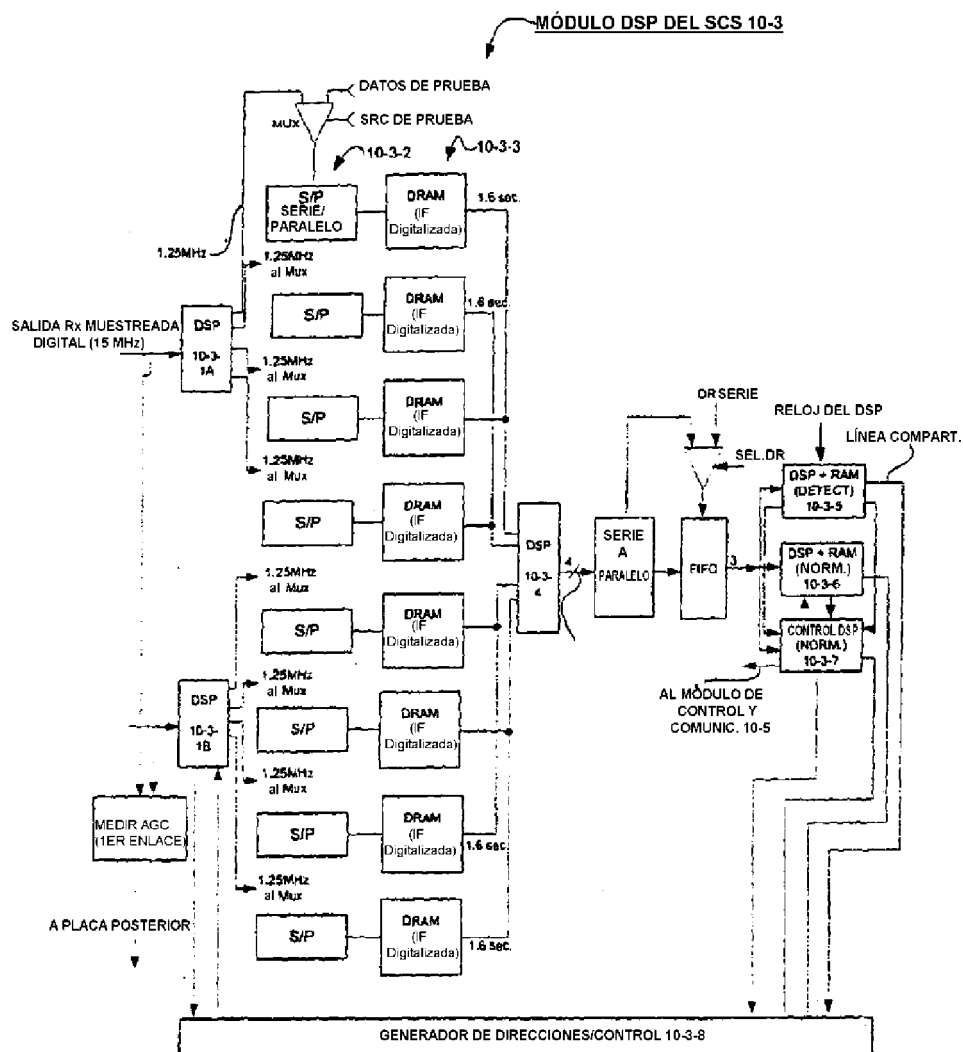 MÓDULO DSP DEL SCS 10-3
DATOS DE PRUEBA
MUX
SRC DE PRUEBA
10-3-2
10-3-3
S/P
SERIE/
PARALELO
DRAM
(IF
Digitalizada)
1.6 sec.
1.25MHz
1.25MHz
al Mux
S/P
DRAM
(IF
Digitalizada)
1.6 sec.
SALIDA Rx MUESTREADA
DIGITAL (15 MHz)
DSP
10-3-
1A
1.25MHz
al Mux
S/P
DRAM
(IF
Digitalizada)
1.25MHz
al Mux
S/P
DRAM
(IF
Digitalizada)
DR SERIE
SEL.DR
RELOJ DEL DSP
LÍNEA COMPART.
DSP
10-3-
4
4
SERIE
A
PARALELO
FIFO
3
DSP + RAM
(DETECT)
10-3-5
DSP + RAM
(NORM.)
10-3-6
CONTROL DSP
(NORM.)
10-3-7
AL MÓDULO DE
CONTROL Y
COMUNIC. 10-5
1.25MHz
al Mux
S/P
DRAM
(IF
Digitalizada)
DSP
10-3-
1B
1.25MHz
al Mux
S/P
DRAM
(IF
Digitalizada)
1.25MHz
al Mux
S/P
DRAM
(IF
Digitalizada)
1.6 sec.
MEDIR AGC
(1ER ENLACE)
1.25MHz
al Mux
S/P
DRAM
(IF
Digitalizada)
1.6 sec.
A PLACA POSTERIOR
GENERADOR DE DIRECCIONES/CONTROL 10-3-8